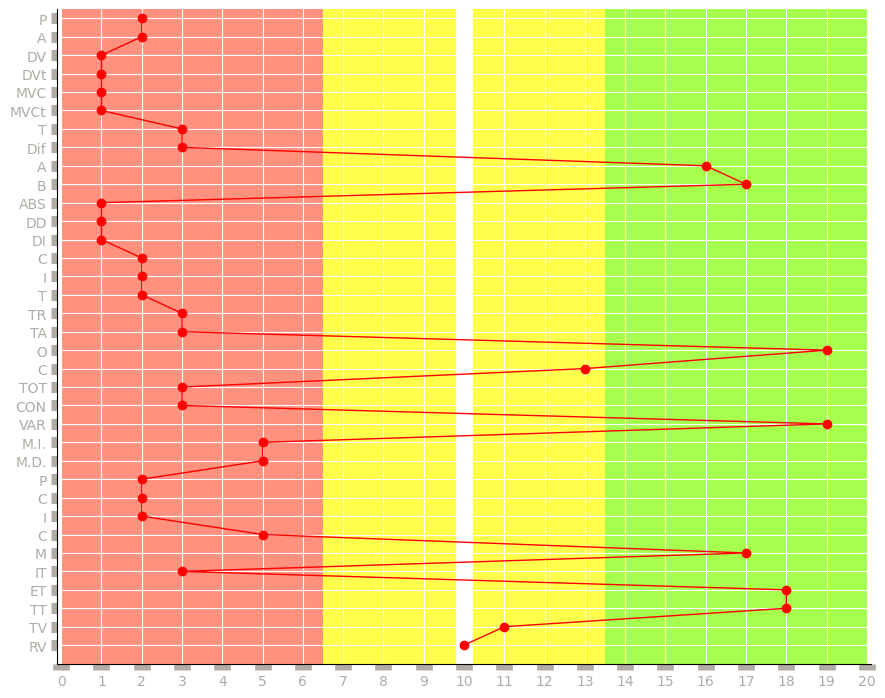 P
A
DV
DVt
MVC
MVCt
T
Dif
A
B
ABS
DD
DI
C
I
T
TR
TA
O
C
TOT
CON
VAR
M.I.
M.D.
P
C
I
C
M
IT
ET
TT
TV
RV
0 1 2 3 4 5 6 7 8 9 10 11 12 13 14 15 16 17 18 19 20